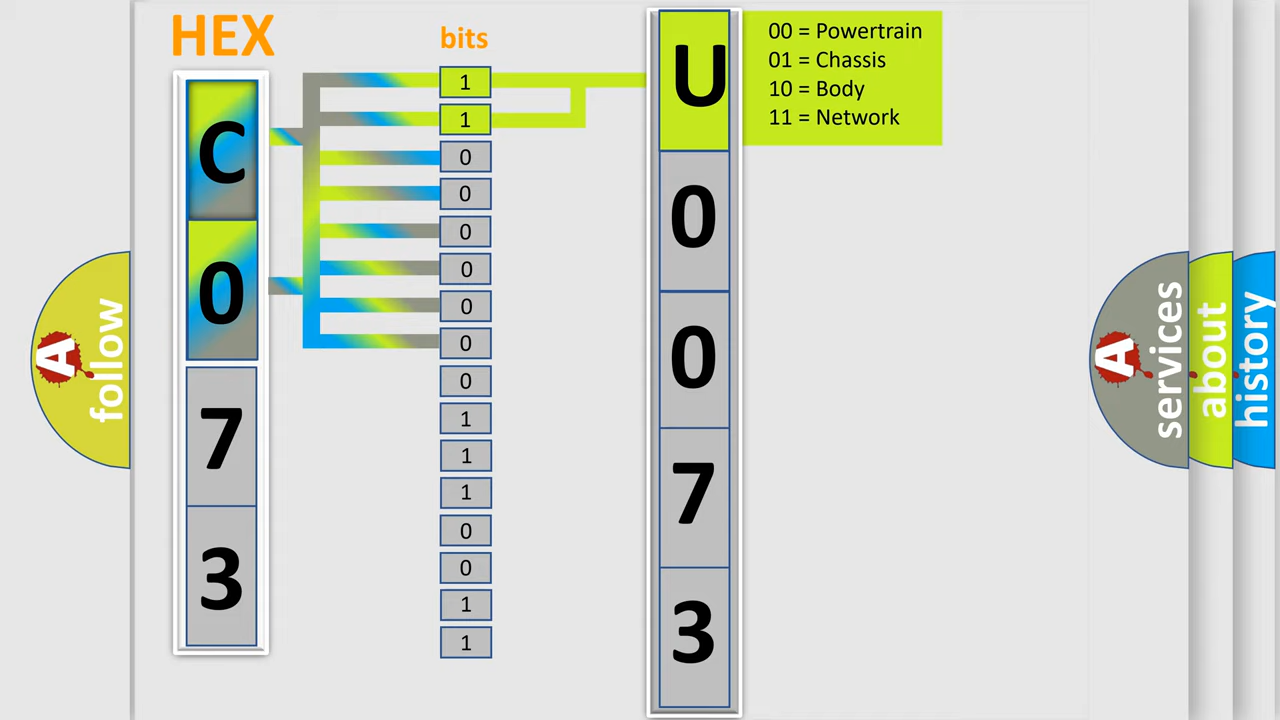 HEX
bits
C
0
7
3
1
1
0
0
0
0
0
0
0
1
1
1
0
0
1
1
U
0
0
7
3
00 = Powertrain
01 = Chassis
10 = Body
11 = Network
A
follow
A
services
about
history